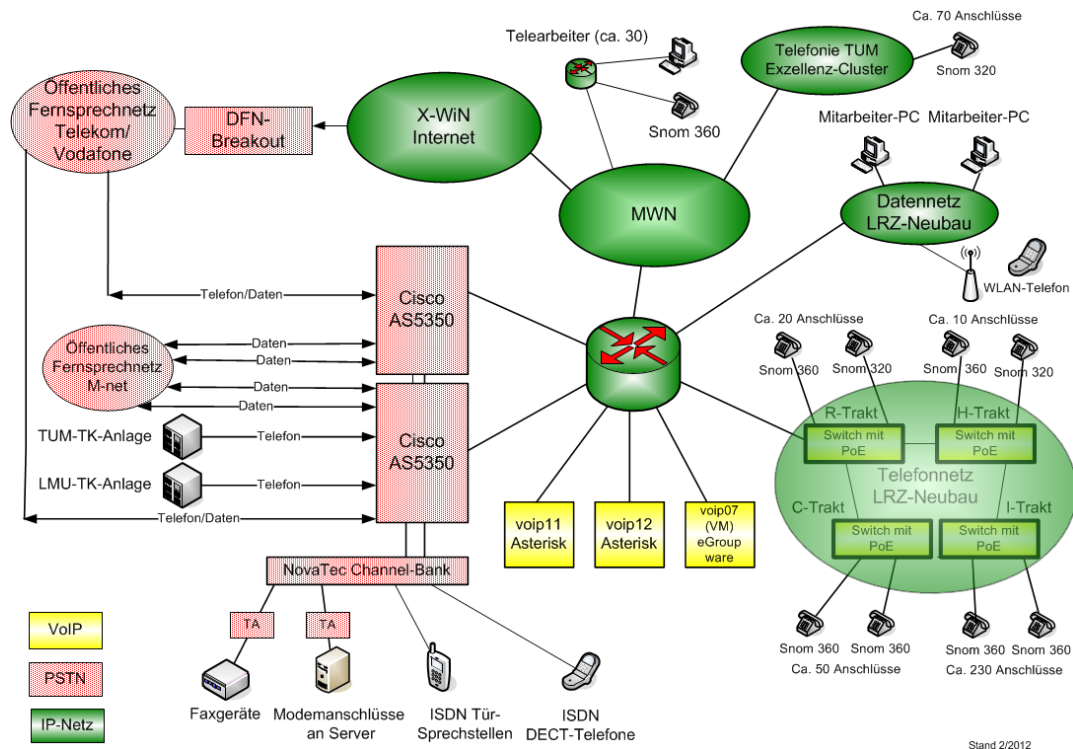 Ca. 70 Anschlüsse
Telearbeiter (ca. 30)
Telefonie TUM
Exzellenz-Cluster
Snom 320
Öffentliches
Fernsprechnetz
Telekom/
Vodafone
DFN-
Breakout
X-WiN
Internet
Snom 360
Mitarbeiter-PC
Mitarbeiter-PC
MWN
Datennetz
LRZ-Neubau
WLAN-Telefon
Telefon/Daten
Cisco
AS5350
Daten
Daten
Daten
Daten
Öffentliches
Fernsprechnetz
M-net
TUM-TK-Anlage
Telefon
Cisco
AS5350
LMU-TK-Anlage
Telefon
Telefon/Daten
Ca. 20 Anschlüsse
Ca. 10 Anschlüsse
Snom 360
Snom 320
Snom 360
Snom 320
R-Trakt
H-Trakt
Switch mit
PoE
Switch mit
PoE
Telefonnetz
LRZ-Neubau
C-Trakt
I-Trakt
Switch mit
PoE
Switch mit
PoE
Snom 360
Snom 360
Snom 360
Snom 360
Ca. 50 Anschlüsse
Ca. 230 Anschlüsse
voip11
Asterisk
voip12
Asterisk
voip07
(VM)
eGroup
ware
NovaTec Channel-Bank
TA
TA
VoIP
PSTN
IP-Netz
Faxgeräte
Modemanschlüsse
an Server
ISDN Tür-
Sprechstellen
ISDN
DECT-Telefone
Stand 2/2012